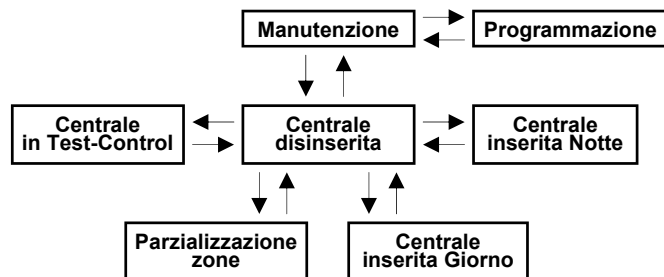 Manutenzione
Programmazione
Centrale
in Test-Control
Centrale
disinserita
Centrale
inserita Notte
Parzializzazione
zone
Centrale
inserita Giorno